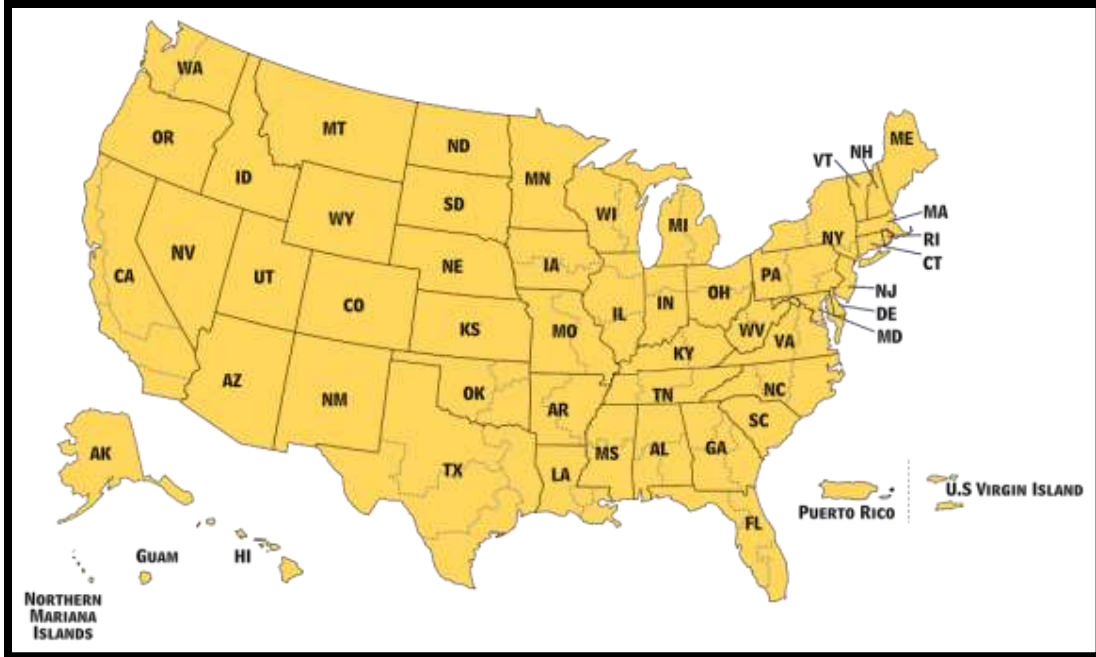 WA
MT
ND
OR
MN
ID
SD
WY
WI
MI
ME
NH
VT
MA
NY
RI
CT
NV
CA
UT
NE
IA
PA
NJ
CO
IL
IN
OH
DE
MD
KS
MO
WV
VA
KY
AZ
NM
OK
AR
TN
NC
SC
TX
LA
MS
AL
GA
FL
AK
HI
GUAM
NORTHERN
MARIANA
ISLANDS
PUERTO RICO
U.S VIRGIN ISLAND